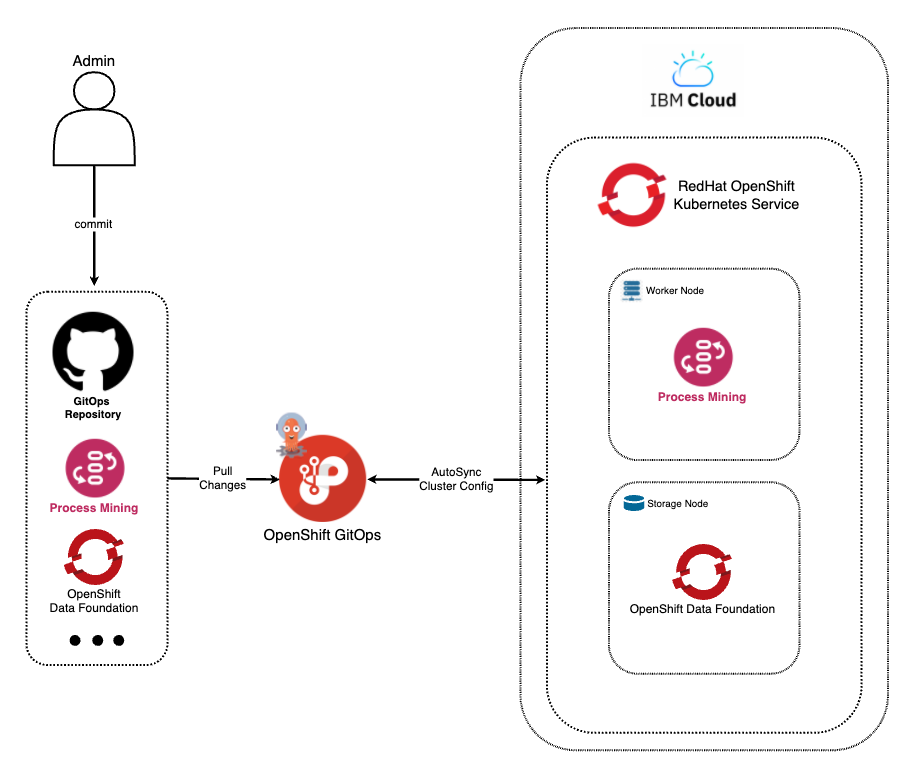 Admin
commit
GitOps
Repository
Process Mining
OpenShift
Data Foundation
Pull
Changes
OpenShift GitOps
AutoSync
Cluster Config
IBM Cloud
RedHat OpenShift
Kubernetes Service
Worker Node
Process Mining
Storage Node
OpenShift Data Foundation